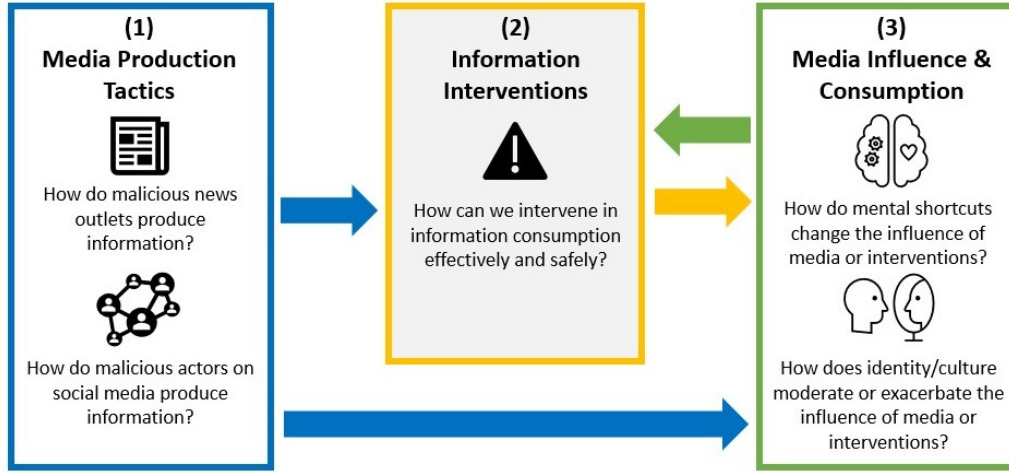 (1)
Media Production
Tactics
How do malicious news
outlets produce
information?
How do malicious actors on
social media produce
information?
(2)
Information
Interventions
How can we intervene in
information consumption
effectively and safely?
(3)
Media Influence &
Consumption
How do mental shortcuts
change the influence of
media or interventions?
How does identity/culture
moderate or exacerbate the
influence of media or
interventions?